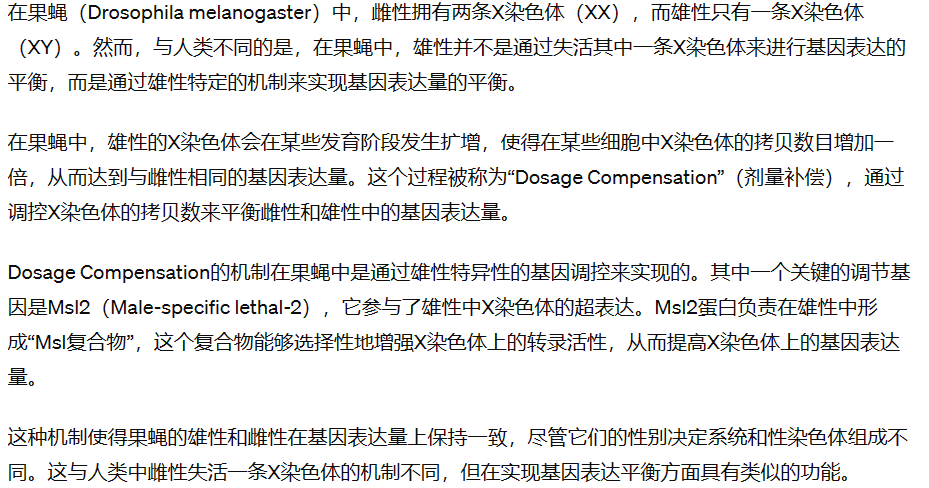 在果蝇（Drosophila melanogaster）中，雌性拥有两条X染色体（XX），而雄性只有一条X染色体
（XY）。然而，与人类不同的是，在果蝇中，雄性并不是通过失活其中一条X染色体来进行基因表达的
平衡，而是通过雄性特定的机制来实现基因表达量的平衡。
在果蝇中，雄性的X染色体会在某些发育阶段发生扩增，使得在某些细胞中X染色体的拷贝数目增加一
倍，从而达到与雌性相同的基因表达量。这个过程被称为“Dosage Compensation”（剂量补偿），通过
调控X染色体的拷贝数来平衡雌性和雄性中的基因表达量。
Dosage Compensation的机制在果蝇中是通过雄性特异性的基因调控来实现的。其中一个关键的调节基
因是Msl2（Male-specific lethal-2），它参与了雄性中X染色体的超表达。Msl2蛋白负责在雄性中形
成“Msl复合物”，这个复合物能够选择性地增强X染色体上的转录活性，从而提高X染色体上的基因表达
量。
这种机制使得果蝇的雄性和雌性在基因表达量上保持一致，尽管它们的性别决定系统和性染色体组成不
同。这与人类中雌性失活一条X染色体的机制不同，但在实现基因表达平衡方面具有类似的功能。